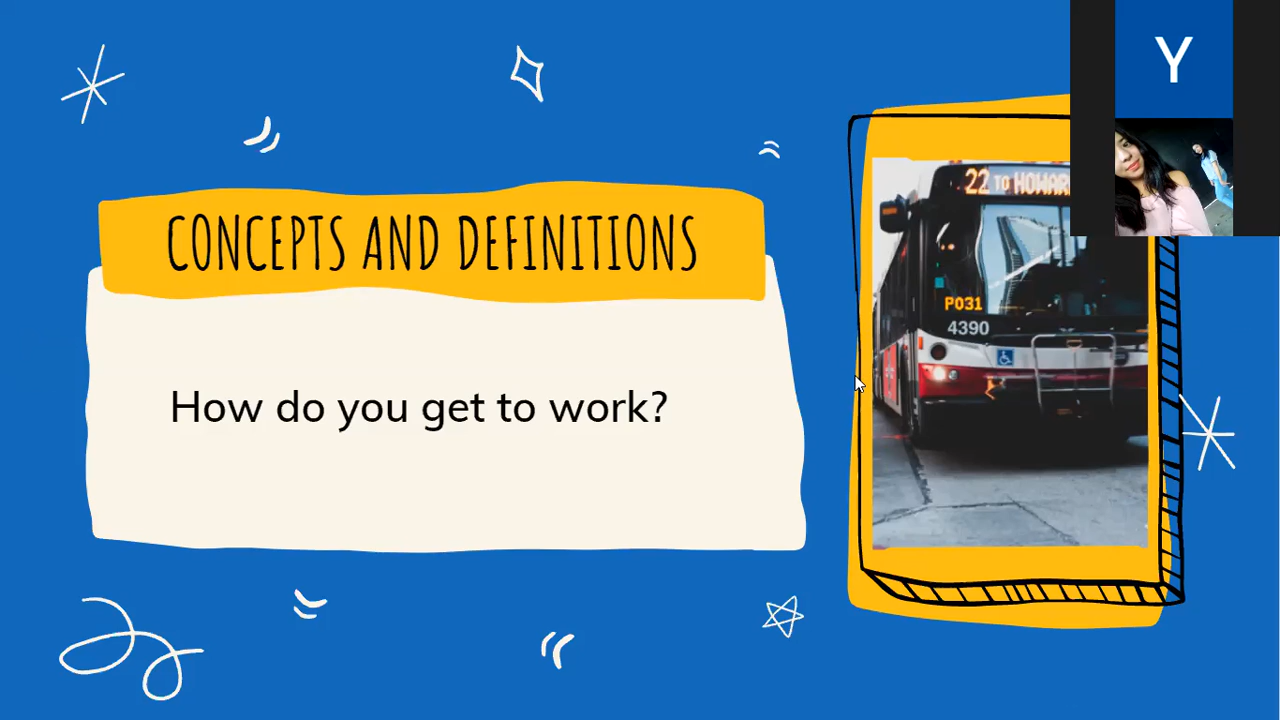 Y
22 TO HOWAR
CONCEPTS AND DEFINITIONS
P031
4390
How do you get to work?